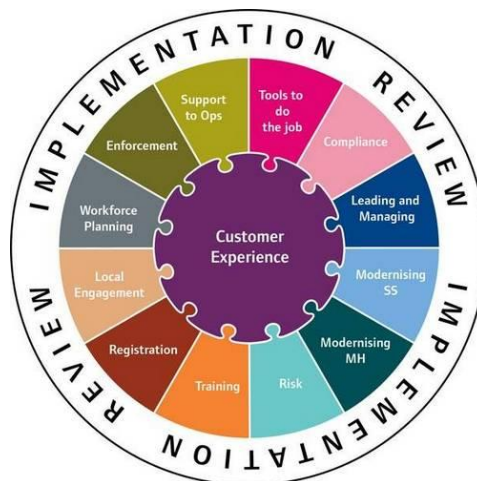 IMPLEMENTATION REVIEW
Support
to Ops
Tools to
do
the job
Compliance
Leading and
Managing
Modernising
SS
Modernising
MH
Risk
Training
Registration
Local
Engagement
Workforce
Planning
Enforcement
Customer
Experience
IMPLEMENTATION REVIEW